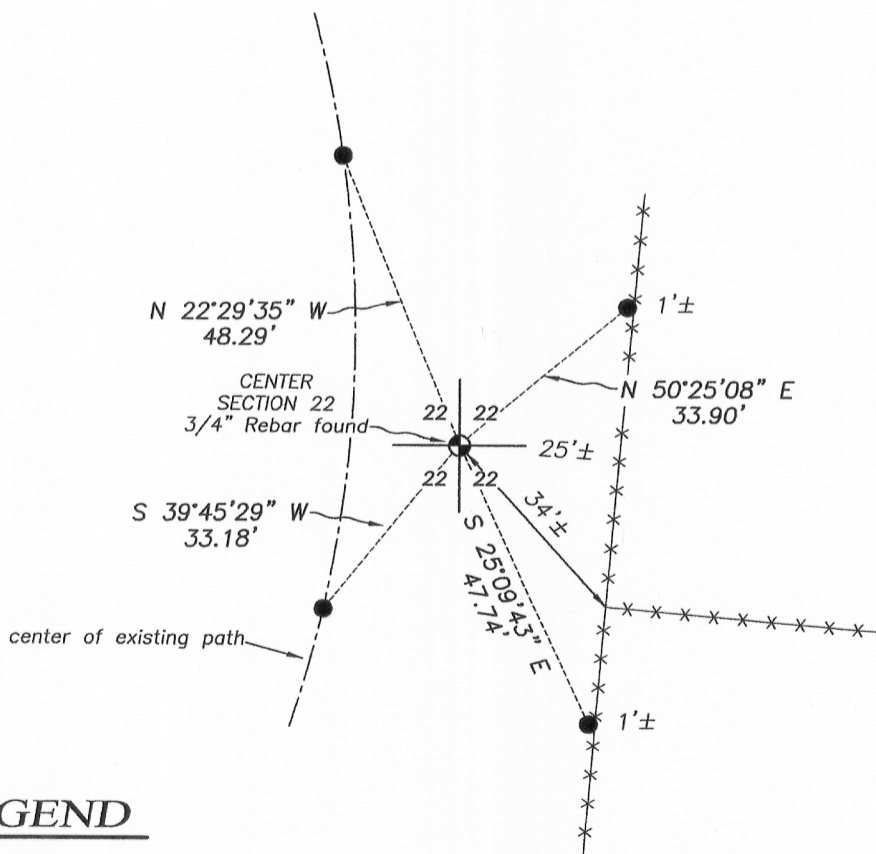 N 22°29'35" W
48.29'
1'±
N 50°25'08" E
33.90'
CENTER
SECTION 22
3/4" Rebar found
22 22
25'±
22 22
34'±
S 39°45'29" W
33.18'
S 25°09'43" E
47.74'
center of existing path
1'±
GEND